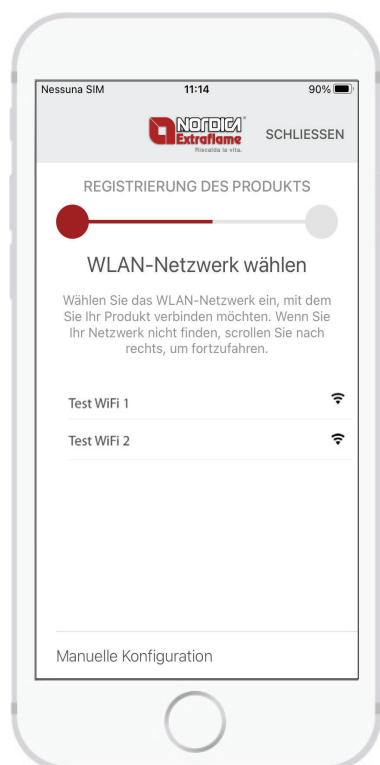 Nessuna SIM 11:14 90%
NORDICA
Extraflame
Riscalda la vita.
SCHLIESSEN
REGISTRIERUNG DES PRODUKTS
WLAN-Netzwerk wählen
Wählen Sie das WLAN-Netzwerk ein, mit dem
Sie Ihr Produkt verbinden möchten. Wenn Sie
Ihr Netzwerk nicht finden, scrollen Sie nach
rechts, um fortzufahren.
Test WiFi 1
Test WiFi 2
Manuelle Konfiguration